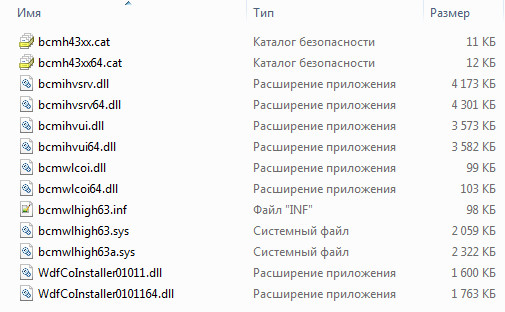 Имя Тип Размер
bcmh43xx.cat Каталог безопасности 11 КБ
bcmh43xx64.cat Каталог безопасности 12 КБ
bcmihvsrv.dll Расширение приложения 4 173 КБ
bcmihvsrv64.dll Расширение приложения 4 301 КБ
bcmihvui.dll Расширение приложения 3 573 КБ
bcmihvui64.dll Расширение приложения 3 582 КБ
bcmwlcoi.dll Расширение приложения 99 КБ
bcmwlcoi64.dll Расширение приложения 103 КБ
bcmwlhigh63.inf Файл "INF" 98 КБ
bcmwlhigh63.sys Системный файл 2 059 КБ
bcmwlhigh63a.sys Системный файл 2 322 КБ
WdfCoInstaller01011.dll Расширение приложения 1 600 КБ
WdfCoInstaller0101164.dll Расширение приложения 1 763 КБ